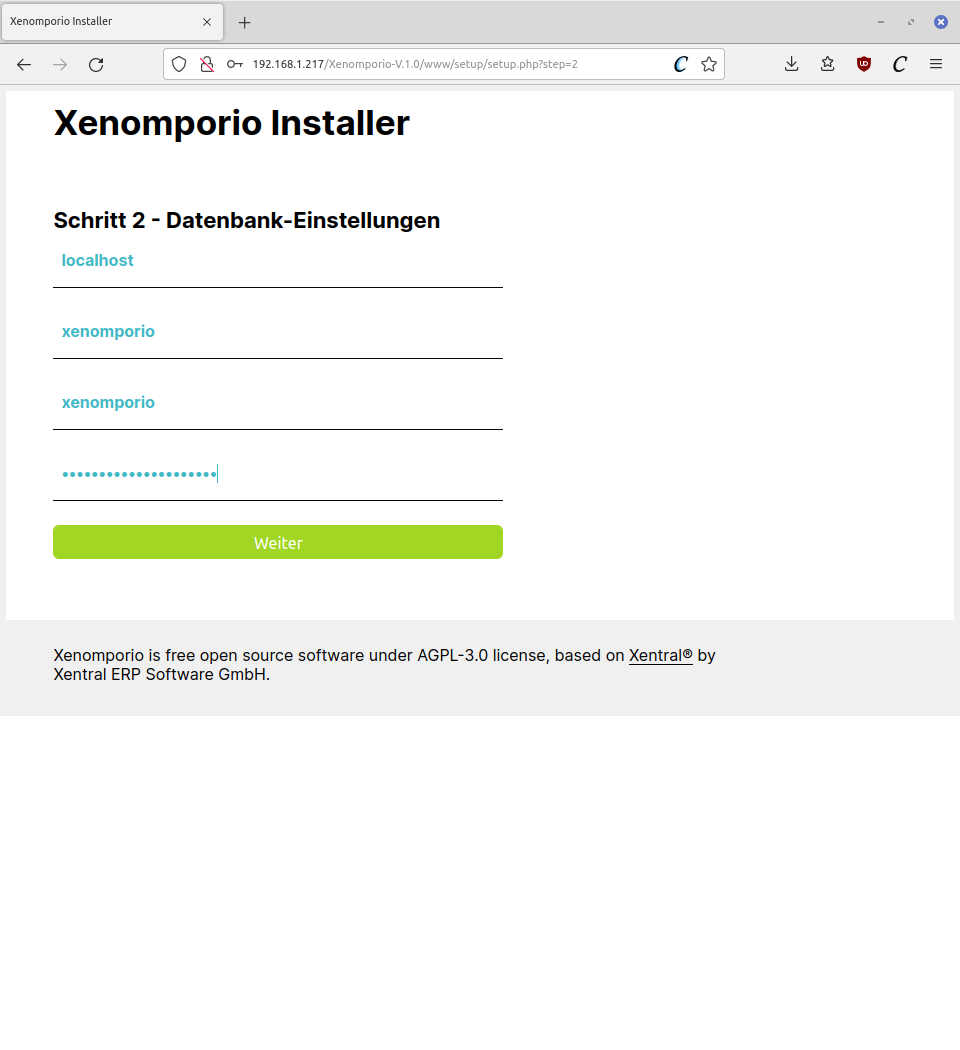 Xenomporio Installer
192.168.1.217/Xenomporio-V.1.0/www/setup/setup.php?step=2
Xenomporio Installer
Schritt 2 - Datenbank-Einstellungen
localhost
xenomporio
xenomporio
•••••••••••••••••••••
Weiter
Xenomporio is free open source software under AGPL-3.0 license, based on Xentral® by
Xentral ERP Software GmbH.